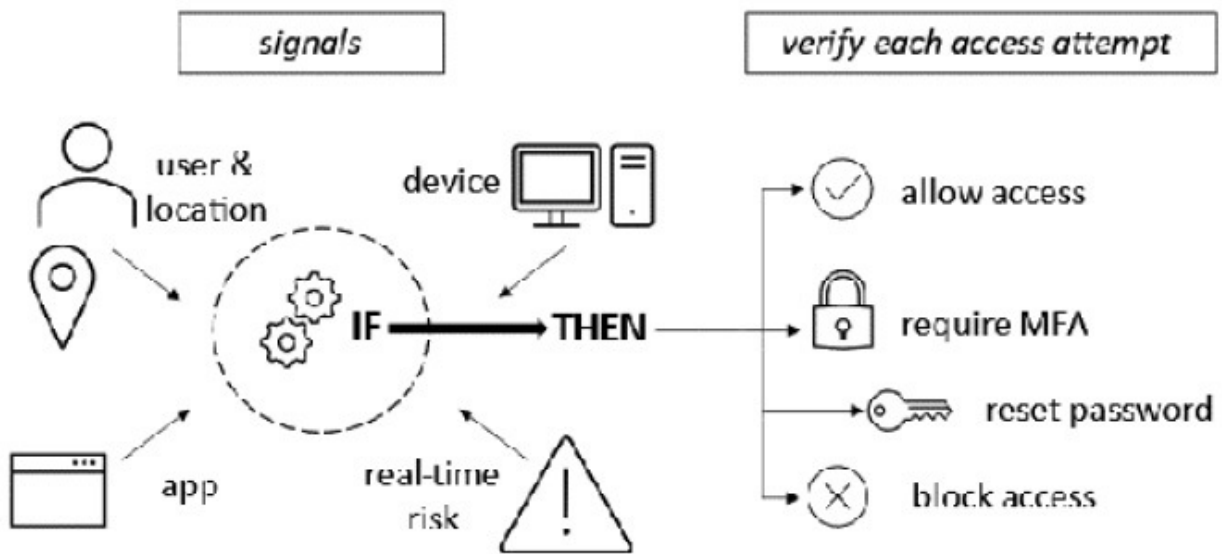 signals
verify each access attempt
user &
location
device
IF
THEN
allow access
require MFA
reset password
block access
app
real-time
risk